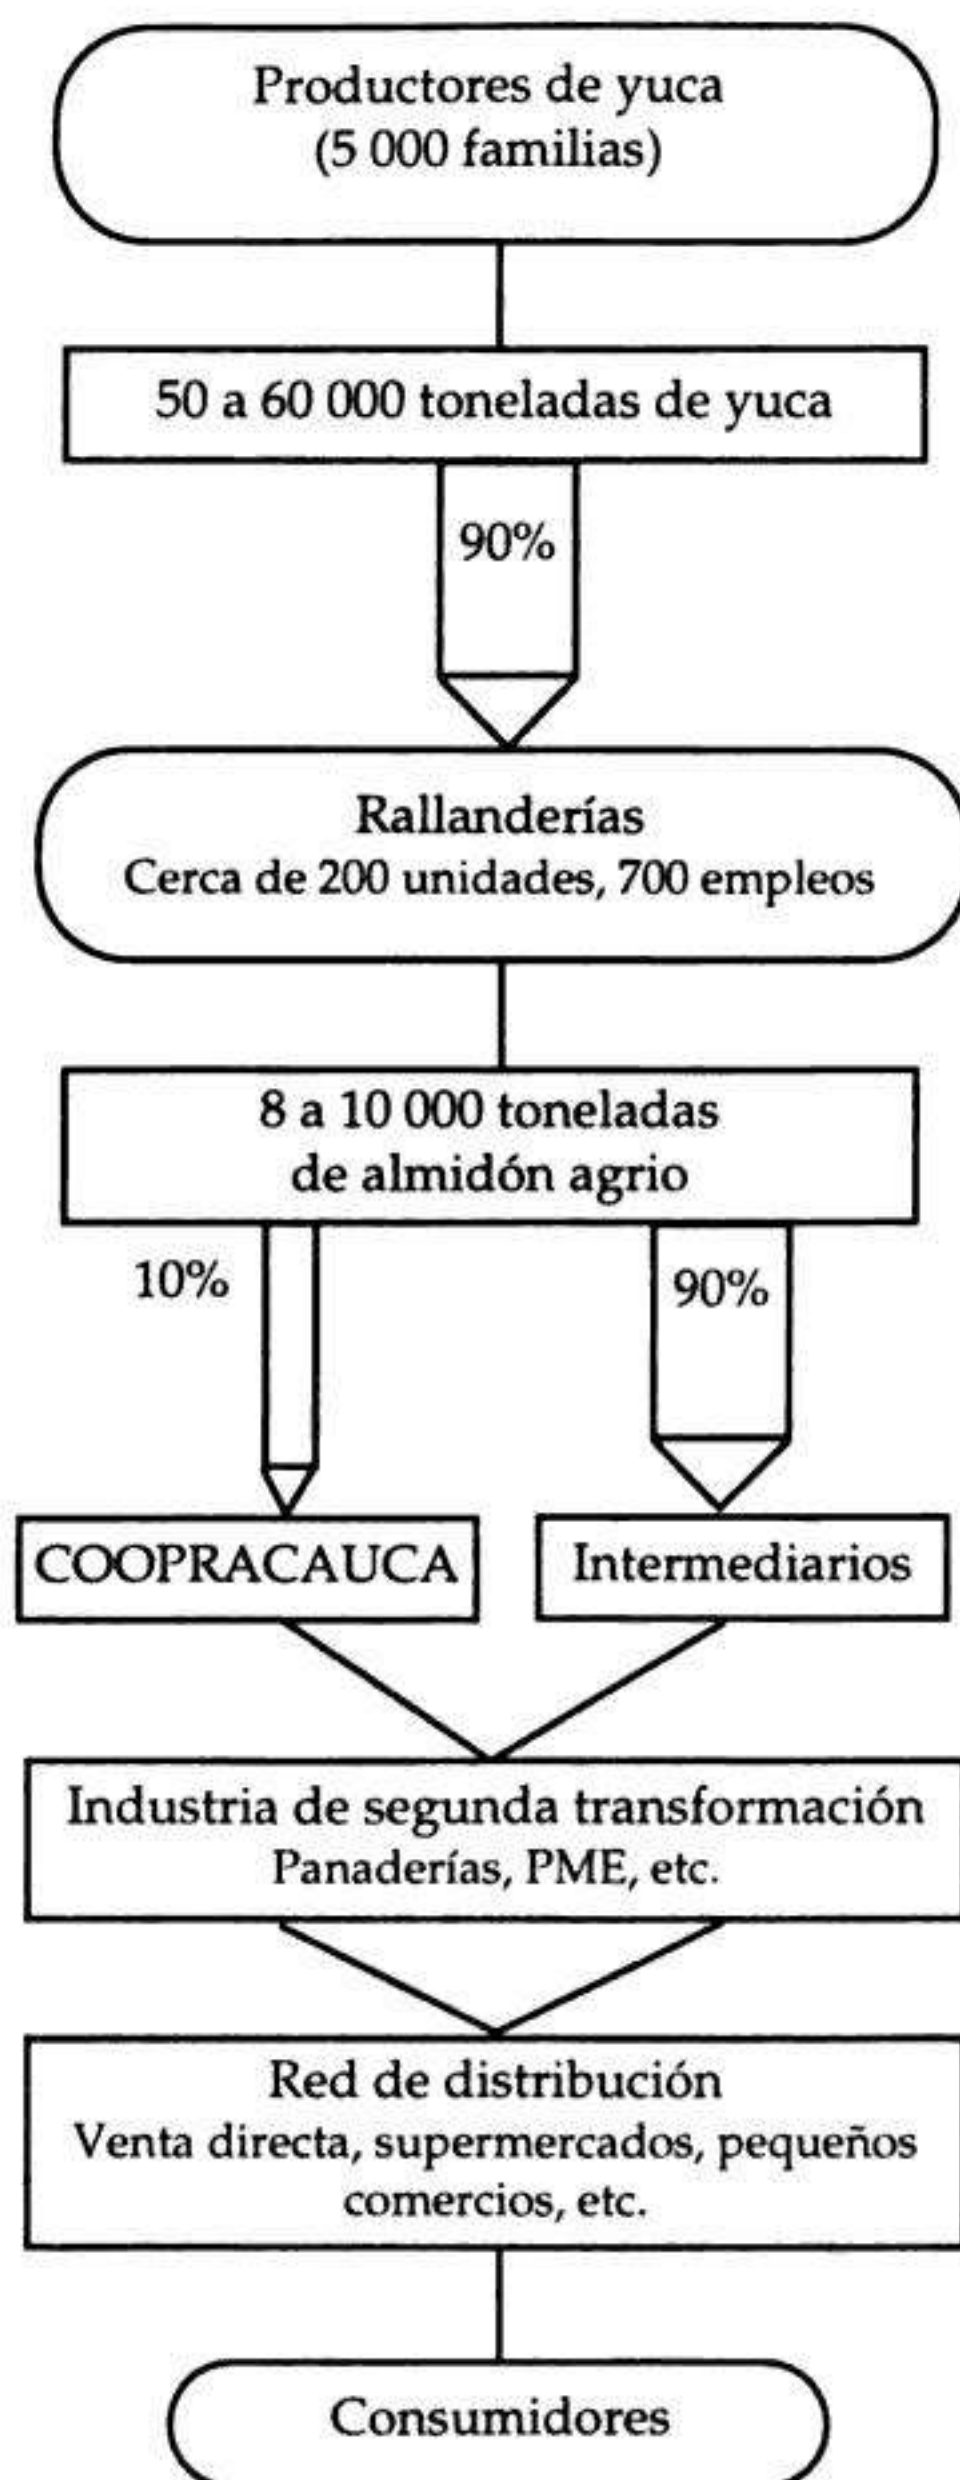 Productores de yuca
(5 000 familias)
50 a 60 000 toneladas de yuca
90%
Rallanderías
Cerca de 200 unidades, 700 empleos
8 a 10 000 toneladas
de almidón agrio
10%
90%
COOPRACAUCA
Intermediarios
Industria de segunda transformación
Panaderías, PME, etc.
Red de distribución
Venta directa, supermercados, pequeños
comercios, etc.
Consumidores